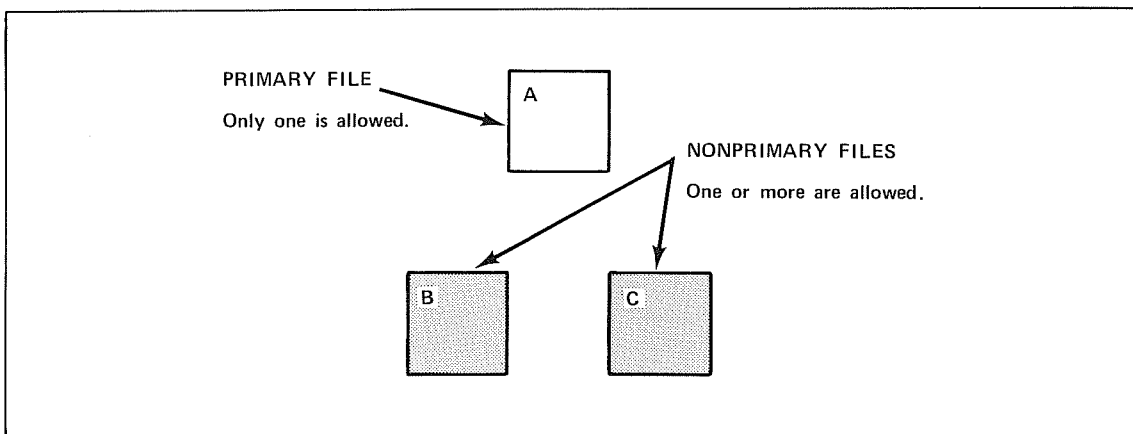 PRIMARY FILE
Only one is allowed.
A
NONPRIMARY FILES
One or more are allowed.
B
C